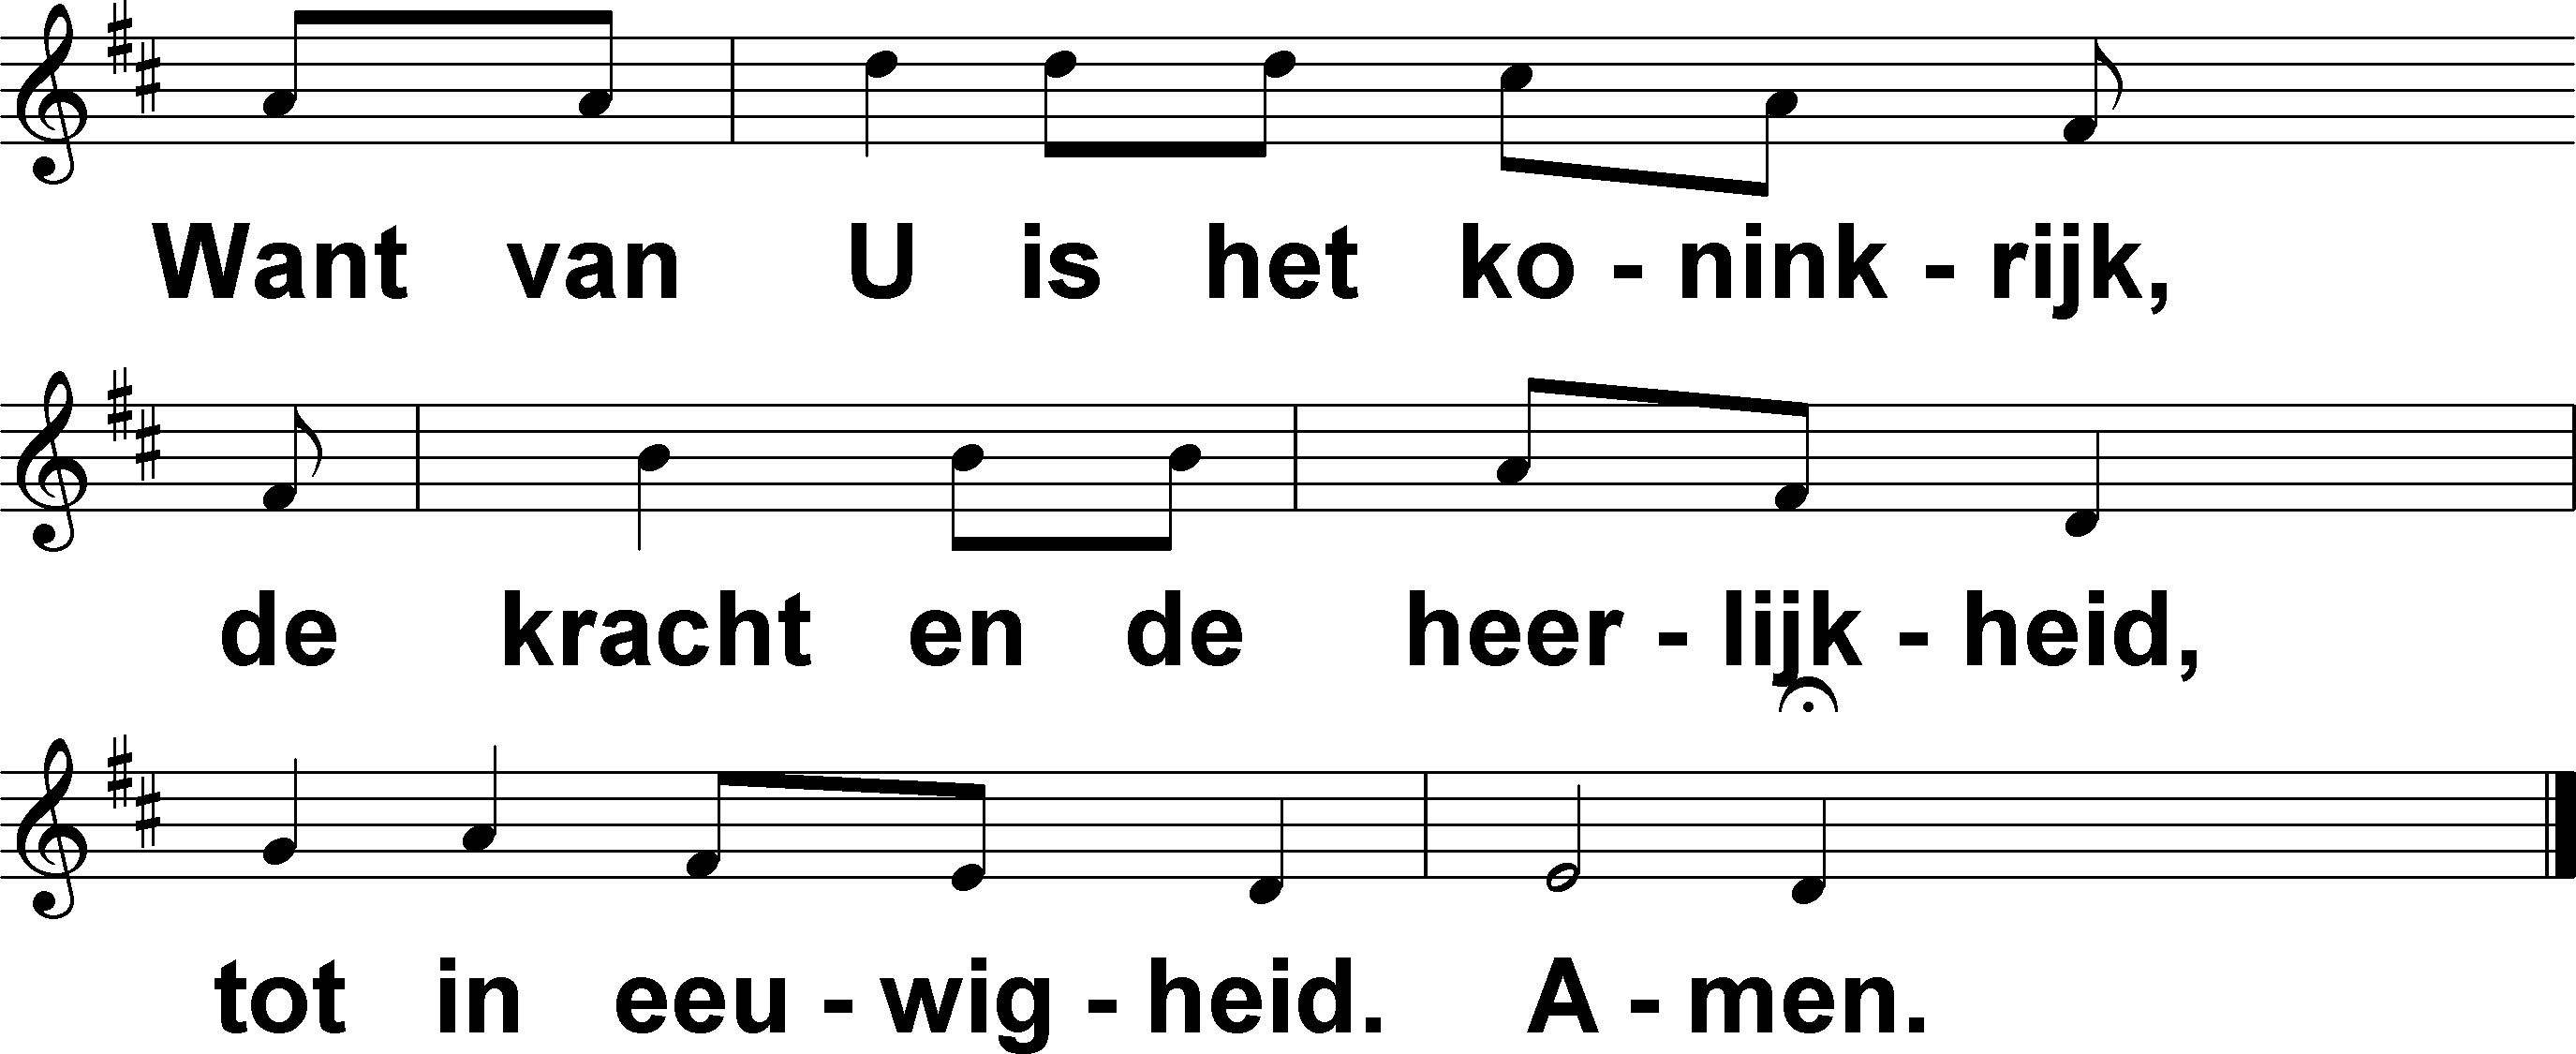 Want van U is het ko - nink - rijk,
de kracht en de heer - lijk - heid,
tot in eeu - wig - heid. A - men.